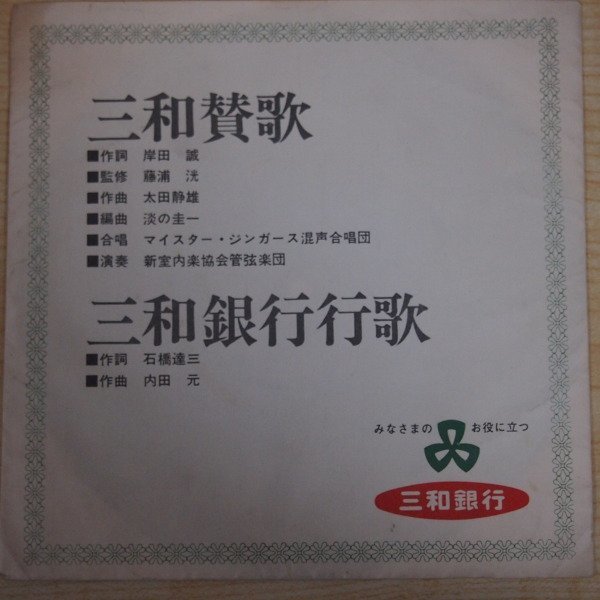 三和賛歌
■作詞 岸田 誠
■監修 藤浦 洸
■作曲 太田静雄
■編曲 淡の圭一
■合唱 マイスター・ジンガース混声合唱団
■演奏 新室内楽協会管弦楽団
三和銀行行歌
■作詞 石橋達三
■作曲 内田 元
みなさまの お役に立つ
三和銀行